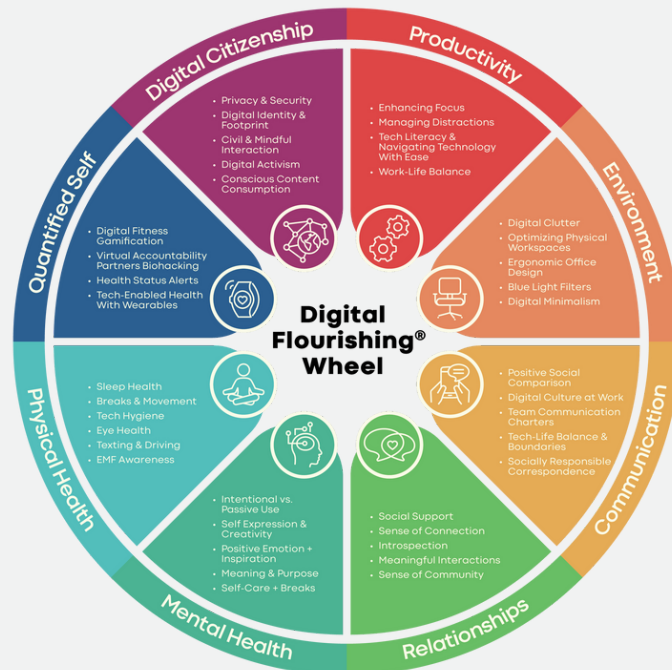 Digital
Flourishing®
Wheel
Productivity
• Enhancing Focus
• Managing Distractions
• Tech Literacy &
Navigating Technology
With Ease
• Work-Life Balance
Environment
• Digital Clutter
• Optimizing Physical
Workspaces
• Ergonomic Office
Design
• Blue Light Filters
• Digital Minimalism
Communication
• Positive Social
Comparison
• Digital Culture at Work
• Team Communication
Charters
• Tech-Life Balance &
Boundaries
• Socially Responsible
Correspondence
Relationships
• Social Support
• Sense of Connection
• Introspection
• Meaningful Interactions
• Sense of Community
Mental Health
• Intentional vs.
Passive Use
• Self Expression &
Creativity
• Positive Emotion +
Inspiration
• Meaning & Purpose
• Self-Care + Breaks
Physical Health
• Sleep Health
• Breaks & Movement
• Tech Hygiene
• Eye Health
• Texting & Driving
• EMF Awareness
Quantified Self
• Digital Fitness
Gamification
• Virtual Accountability
Partners Biohacking
• Health Status Alerts
• Tech-Enabled Health
With Wearables
Digital Citizenship
• Privacy & Security
• Digital Identity &
Footprint
• Civil & Mindful
Interaction
• Digital Activism
• Conscious Content
Consumption